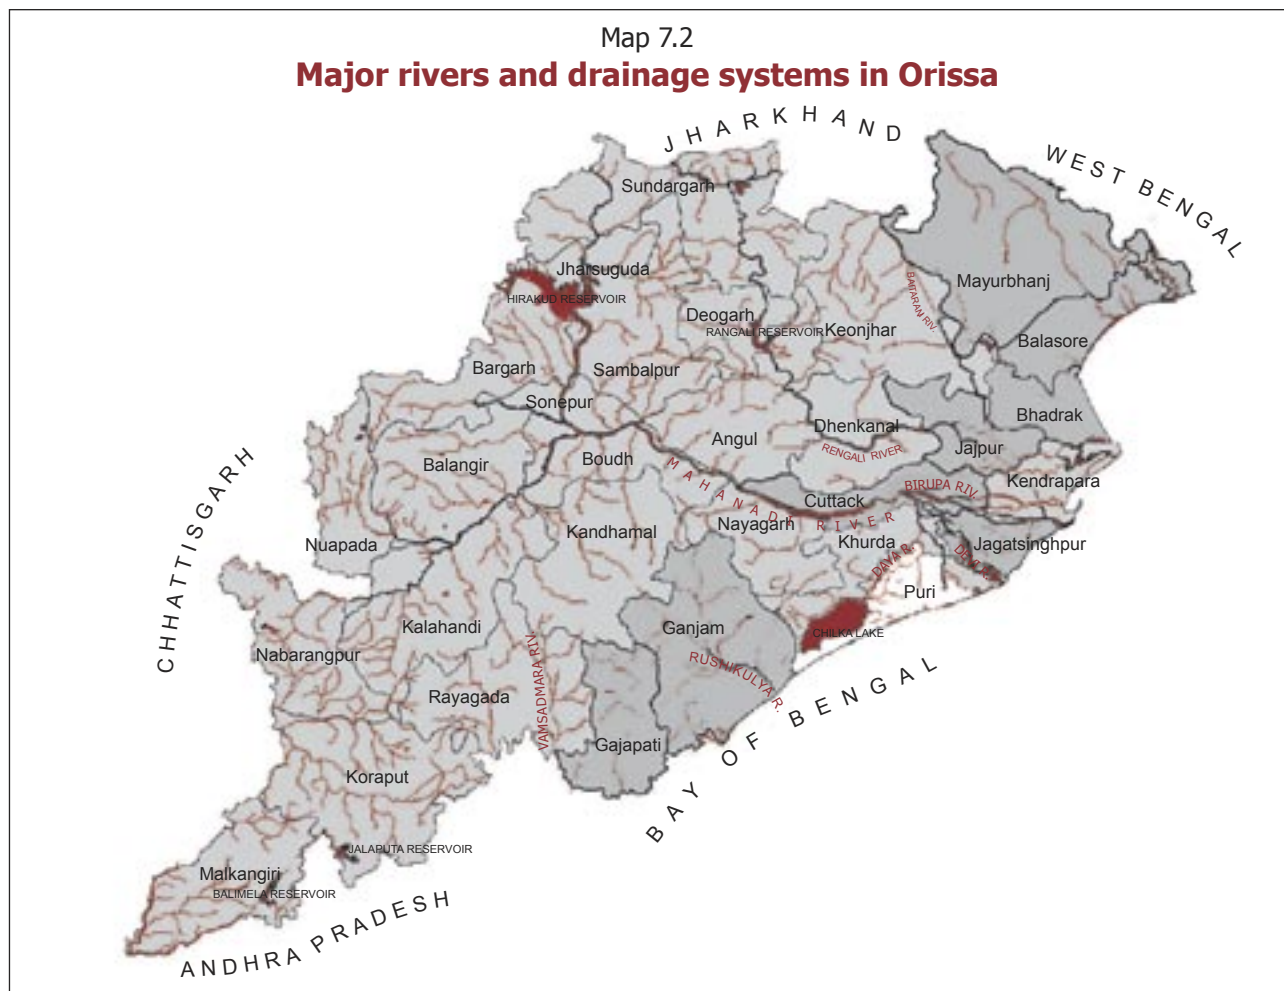 Map 7.2
Major rivers and drainage systems in Orissa
JHARKHAND
WEST BENGAL
Sundargarh
Jharsuguda
HIRAKUD RESERVOIR
Mayurbhanj
BAITARAN RIV.
Deogarh
RANGALI RESERVOIR
Keonjhar
Balasore
Bargarh
Sambalpur
Sonepur
Bhadrak
Dhenkanal
Angul
RENGALI RIVER
Jajpur
Balangir
Boudh
MAHANADI RIVER
Cuttack
BIRUPA RIV.
Kendrapara
CHHATTISGARH
Nuapada
Kandhamal
Nayagarh
Khurda
Jagatsinghpur
DAYA R.
DEVI R.
Puri
Kalahandi
Ganjam
CHILKA LAKE
Nabarangpur
VAMSADMARA RIV.
RUSHIKULYA R.
Rayagada
Gajapati
BAY OF BENGAL
Koraput
JALAPUTA RESERVOIR
Malkangiri
BALIMELA RESERVOIR
ANDHRA PRADESH